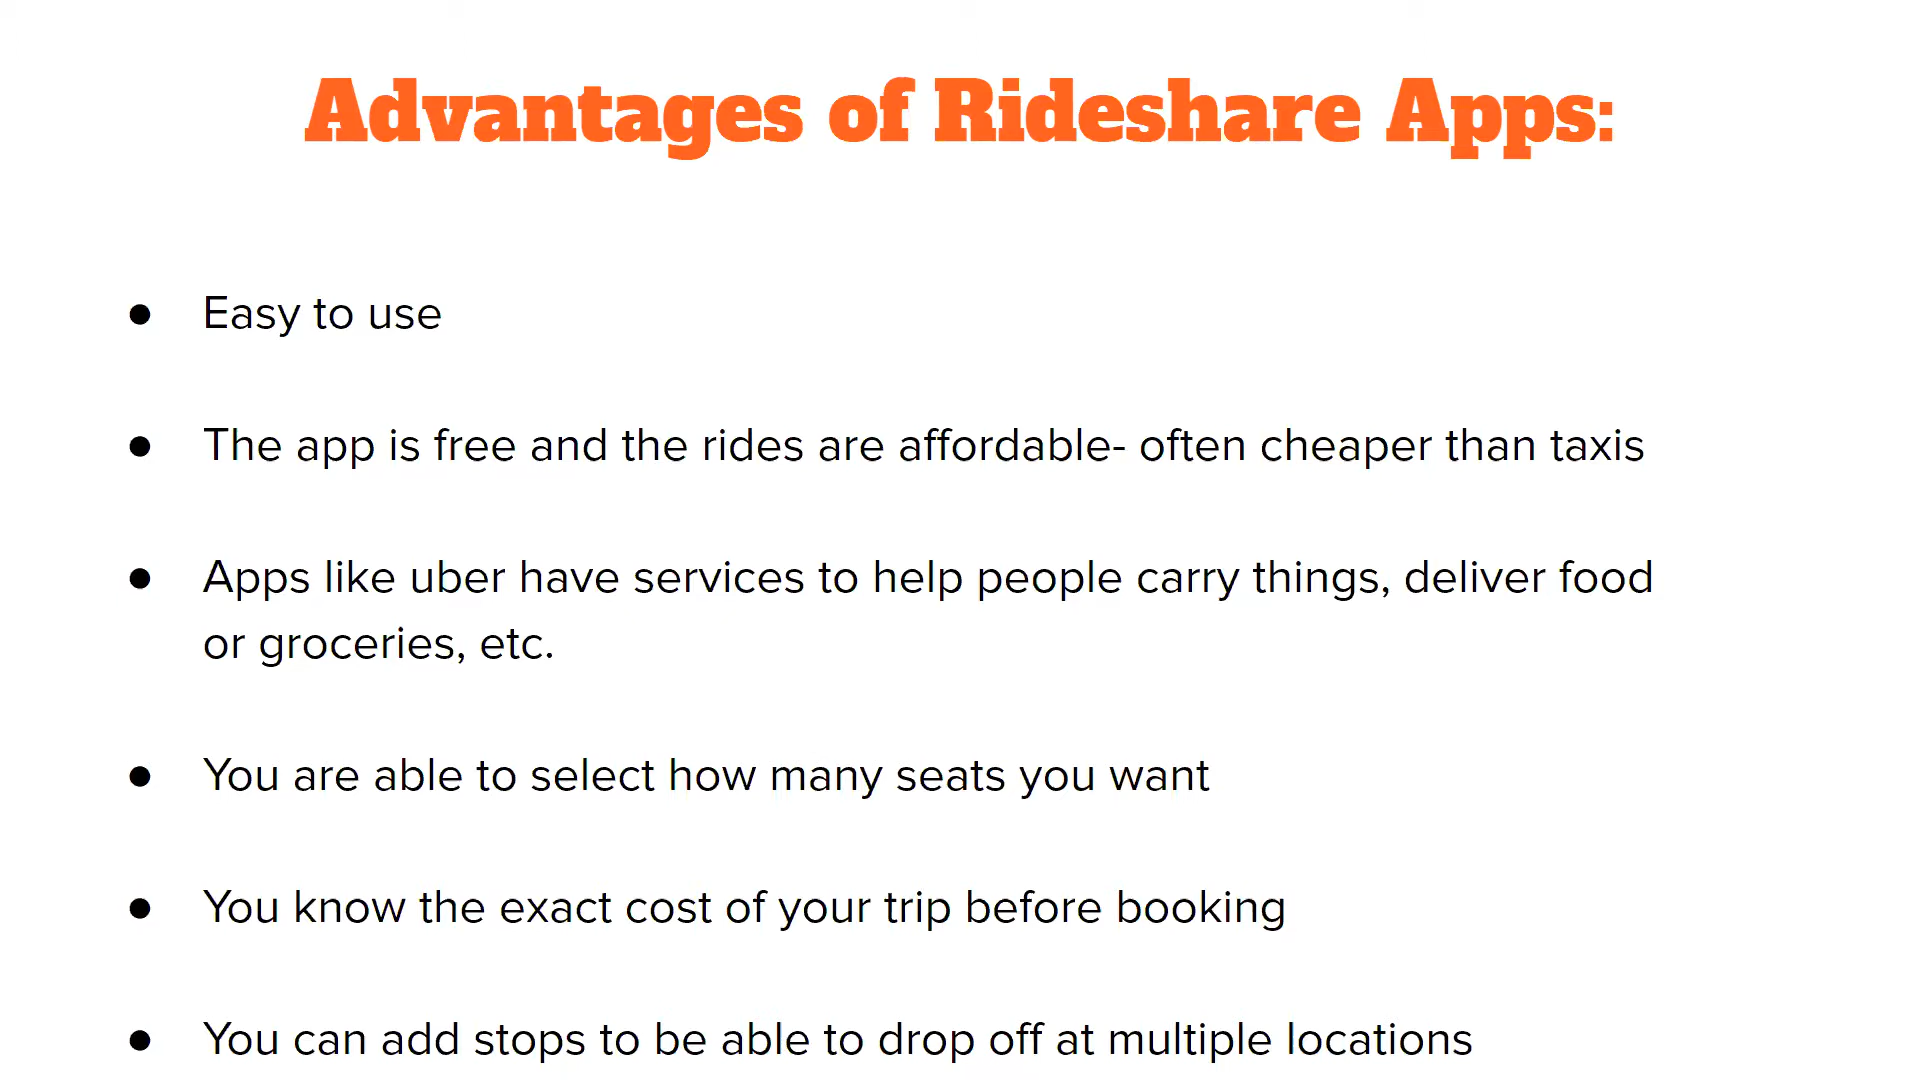 Advantages of Rideshare Apps:
● Easy to use
● The app is free and the rides are affordable- often cheaper than taxis
● Apps like uber have services to help people carry things, deliver food
or groceries, etc.
● You are able to select how many seats you want
● You know the exact cost of your trip before booking
● You can add stops to be able to drop off at multiple locations